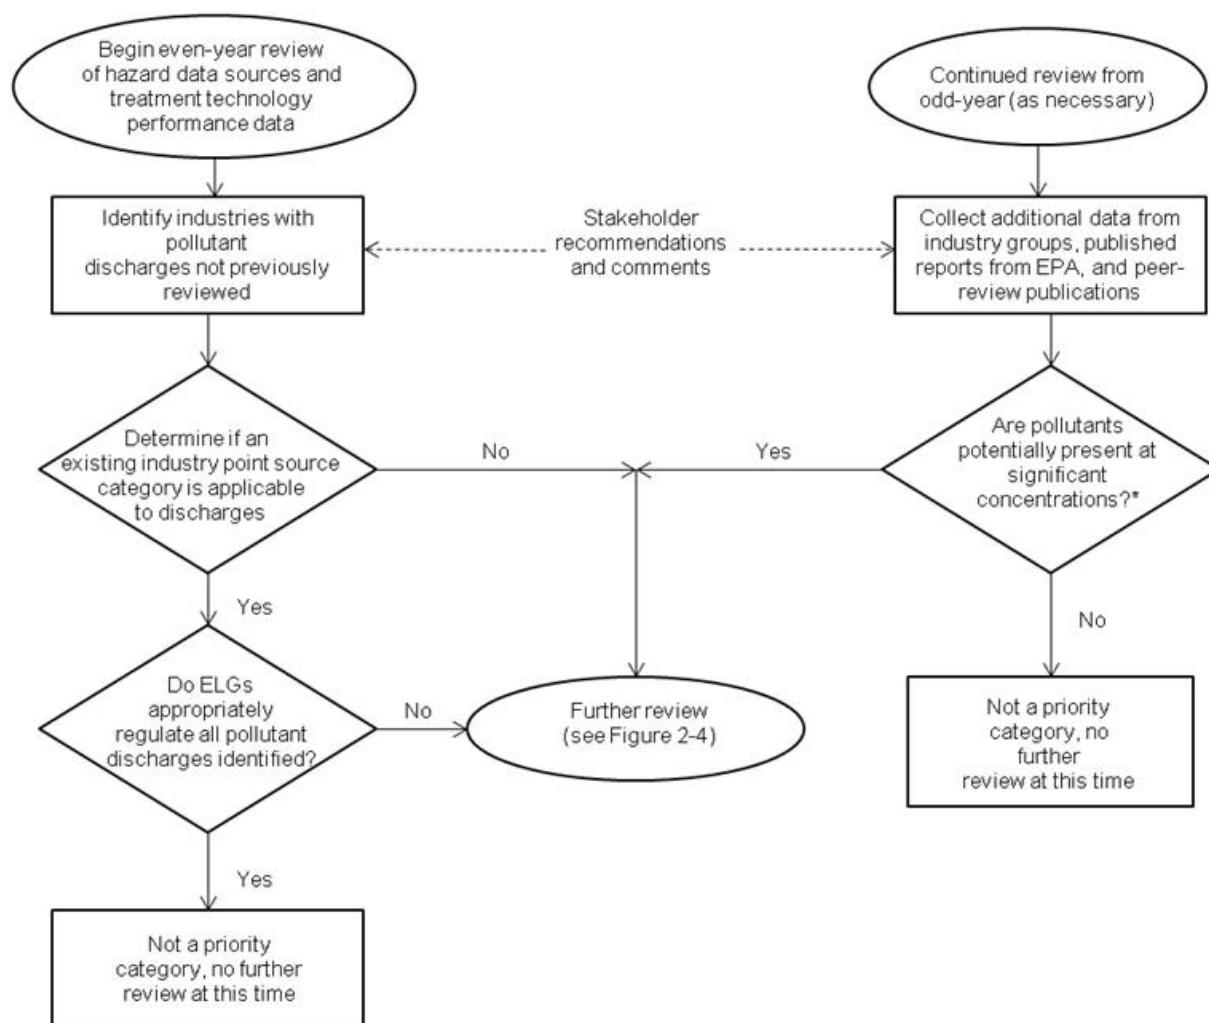 Begin even-year review
of hazard data sources and
treatment technology
performance data
Continued review from
odd-year (as necessary)
Identify industries with
pollutant
discharges not previously
reviewed
Stakeholder
recommendations
and comments
Collect additional data from
industry groups, published
reports from EPA, and peer-
review publications
Determine if an
existing industry point source
category is applicable
to discharges
No
Yes
Are pollutants
potentially present at
significant
concentrations?*
Yes
No
Do ELGs
appropriately
regulate all pollutant
discharges identified?
No
Further review
(see Figure 2-4)
Not a priority
category, no
further
review at this time
Yes
Not a priority
category, no further
review at this time